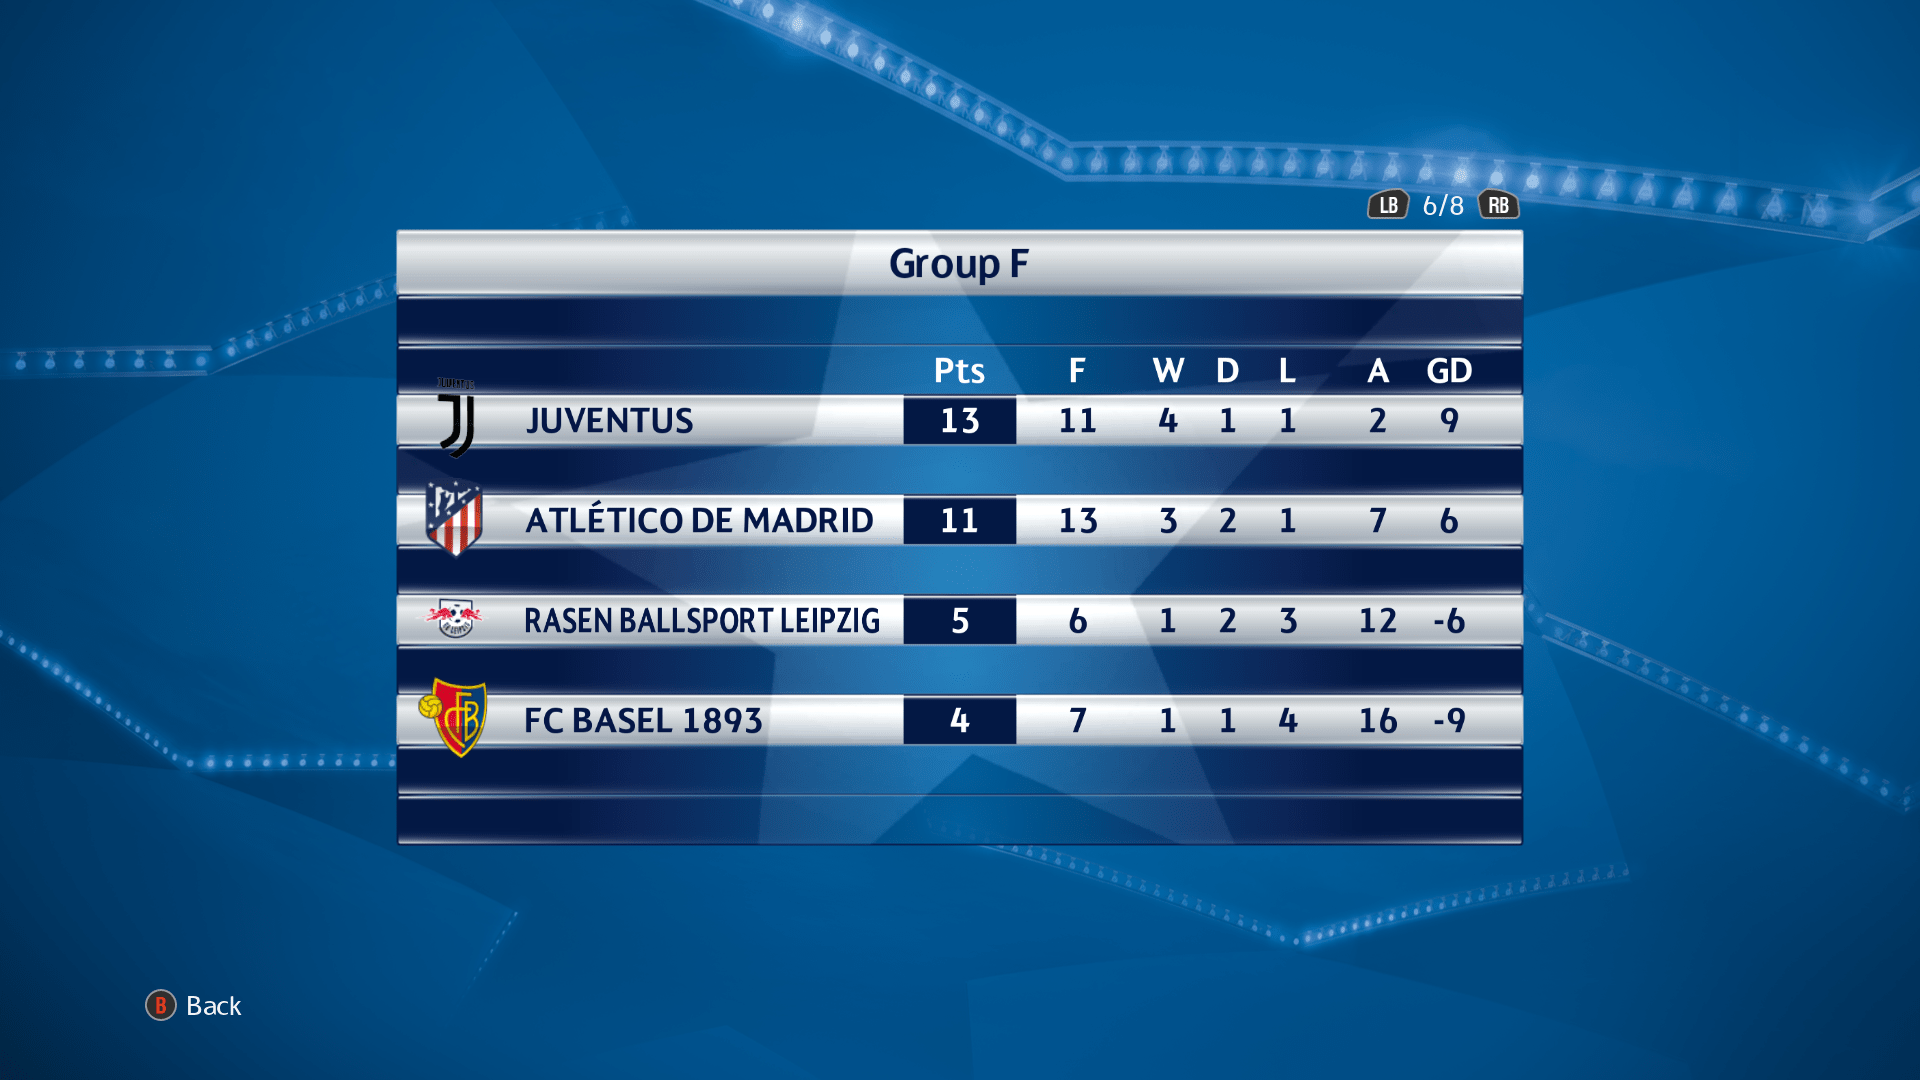 LB 6/8 RB
Group F
Pts F W D L A GD
JUVENTUS
JUVENTUS 13 11 4 1 1 2 9
ATLÉTICO DE MADRID 11 13 3 2 1 7 6
RASEN BALLSPORT LEIPZIG 5 6 1 2 3 12 -6
FC BASEL 1893 4 7 1 1 4 16 -9
B Back